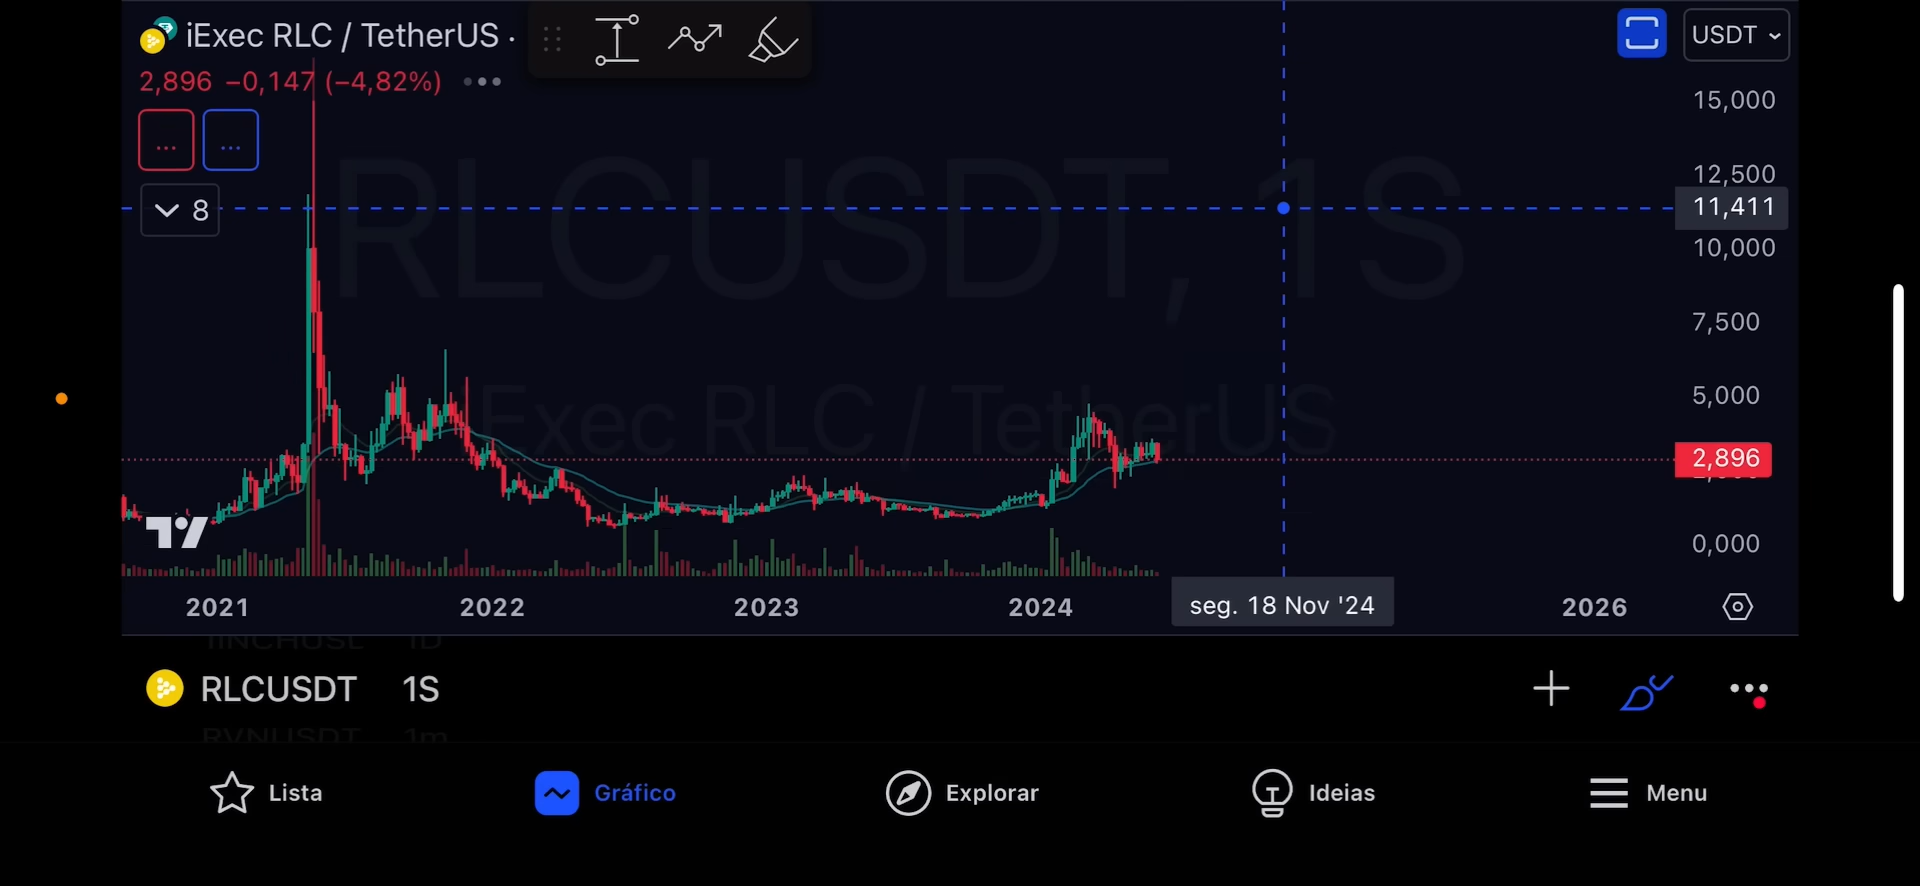 iExec RLC / TetherUS ·
USDT
2,896 −0,147 (−4,82%) •••
...
...
8
RLCUSDT, 1S
iExec RLC / TetherUS
15,000
12,500
11,411
10,000
7,500
5,000
2,896
0,000
2021
2022
2023
2024
seg. 18 Nov '24
2026
RLCUSDT 1S
RVNUSDT 1m
Lista
Gráfico
Explorar
Ideias
Menu